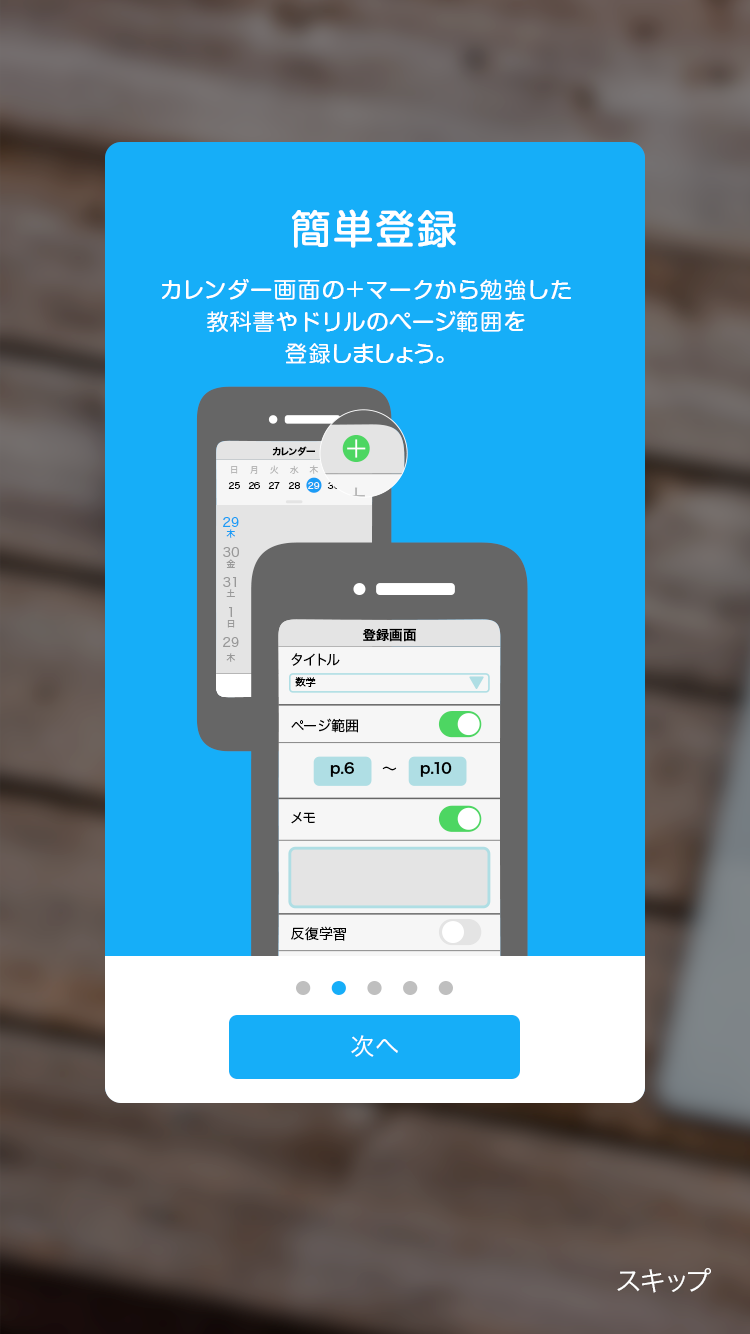 簡単登録
カレンダー画面の＋マークから勉強した
教科書やドリルのページ範囲を
登録しましょう。
カレンダー
日 月 火 水 木
25 26 27 28 29
29
木
30
金
31
土
1
日
29
木
登録画面
タイトル
数学
ページ範囲
p.6 〜 p.10
メモ
反復学習
次へ
スキップ